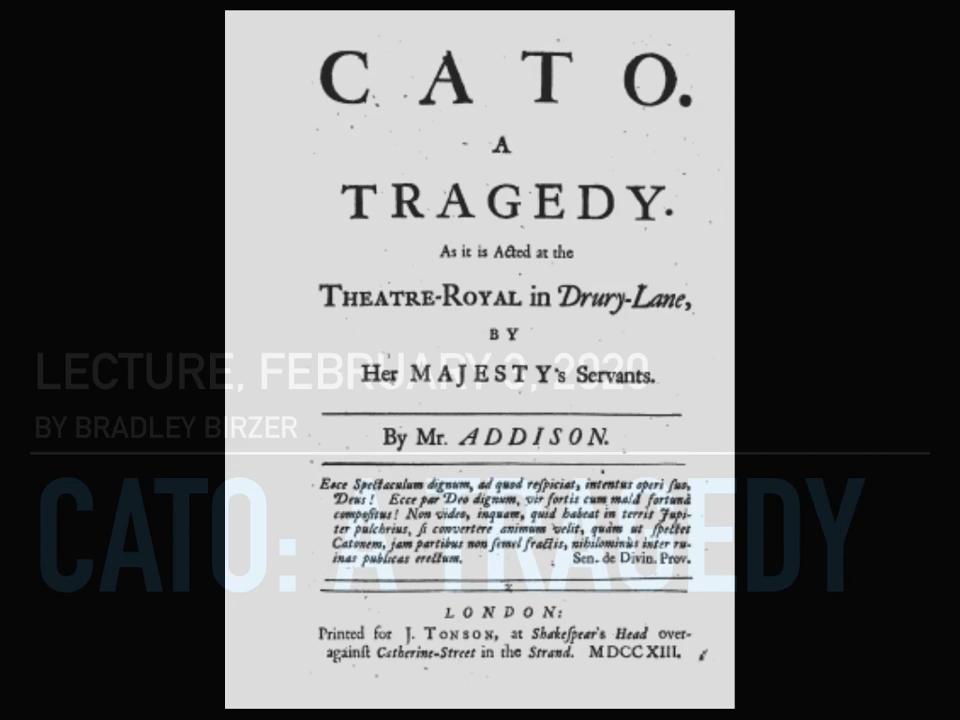 CATO.
A
TRAGEDY.
As it is Acted at the
THEATRE-ROYAL in Drury-Lane,
BY
Her MAJESTY's Servants.
LECTURE, FEBRUARY 3, 2020
BY BRADLEY BIRZER
By Mr. ADDISON.
CATO: A TRAGEDY
Ecce Spectaculum dignum, ad quod reſpiciat, intentus operi ſuo,
Deus! Ecce par Deo dignum, vir fortis cum malâ fortunâ
compoſitus! Non video, inquam, quid habeat in terris Jupi-
ter pulchrius, ſi convertere animum velit, quàm ut ſpectet
Catonem, jam partibus non ſemel fractis, nihilominùs inter ru-
inas publicas erectum. Sen. de Divin. Prov.
LONDON:
Printed for J. TONSON, at Shakeſpear's Head over-
againſt Catherine-Street in the Strand. MDCCXIII.